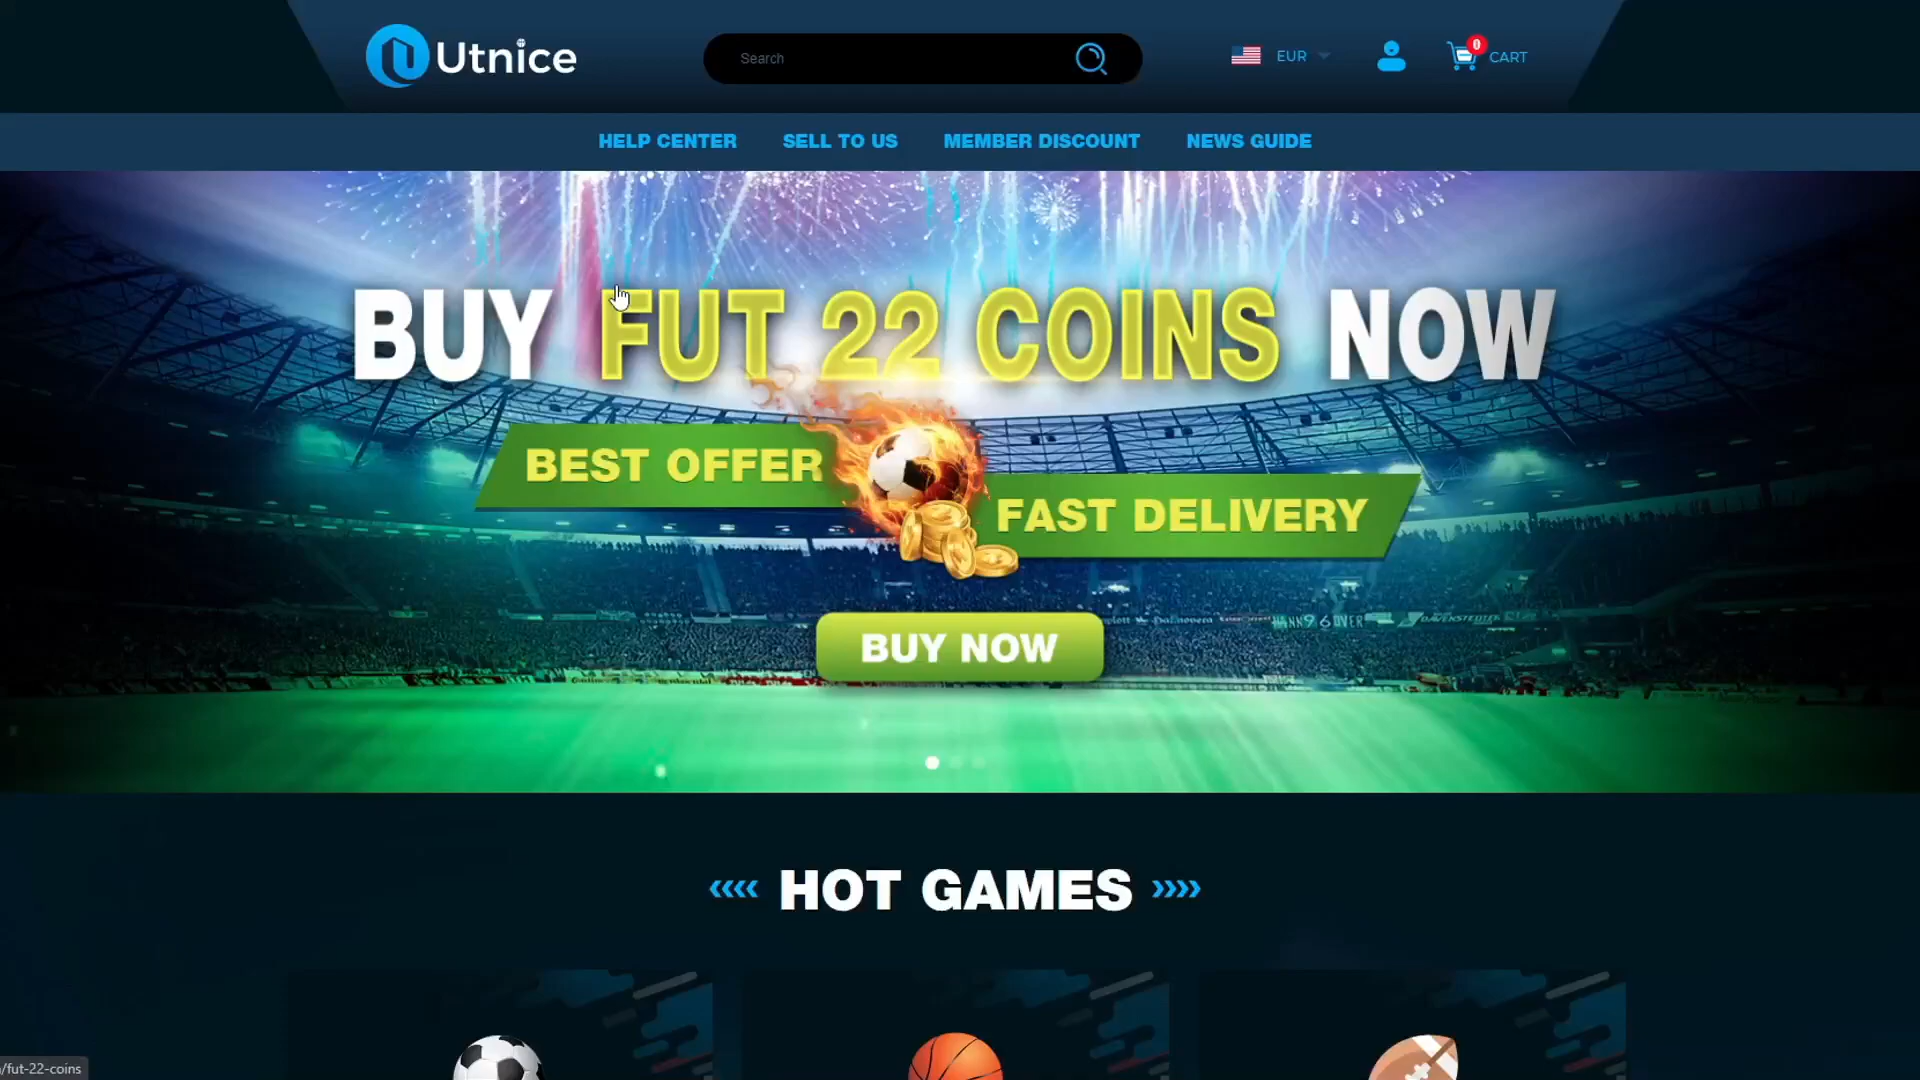 Utnice
Search
EUR
0
CART
HELP CENTER
SELL TO US
MEMBER DISCOUNT
NEWS GUIDE
BUY FUT 22 COINS NOW
BEST OFFER
FAST DELIVERY
BUY NOW
HOT GAMES
/fut-22-coins